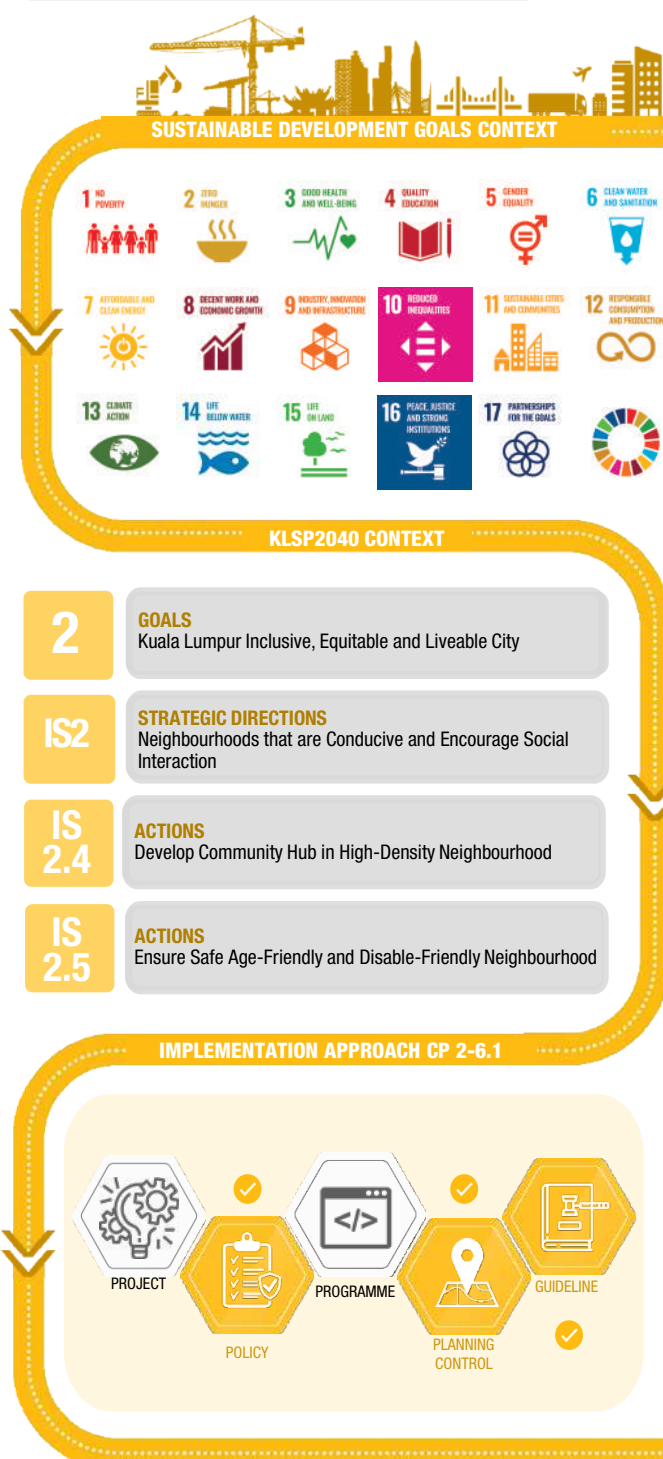 SUSTAINABLE DEVELOPMENT GOALS CONTEXT
1 NO
POVERTY
2 ZERO
HUNGER
3 GOOD HEALTH
AND WELL-BEING
4 QUALITY
EDUCATION
5 GENDER
EQUALITY
6 CLEAN WATER
AND SANITATION
7 AFFORDABLE AND
CLEAN ENERGY
8 DECENT WORK AND
ECONOMIC GROWTH
9 INDUSTRY, INNOVATION
AND INFRASTRUCTURE
10 REDUCED
INEQUALITIES
11 SUSTAINABLE CITIES
AND COMMUNITIES
12 RESPONSIBLE
CONSUMPTION
AND PRODUCTION
13 CLIMATE
ACTION
14 LIFE
BELOW WATER
15 LIFE
ON LAND
16 PEACE, JUSTICE
AND STRONG
INSTITUTIONS
17 PARTNERSHIPS
FOR THE GOALS
KLSP2040 CONTEXT
2
GOALS
Kuala Lumpur Inclusive, Equitable and Liveable City
IS2
STRATEGIC DIRECTIONS
Neighbourhoods that are Conducive and Encourage Social
Interaction
IS
2.4
ACTIONS
Develop Community Hub in High-Density Neighbourhood
IS
2.5
ACTIONS
Ensure Safe Age-Friendly and Disable-Friendly Neighbourhood
IMPLEMENTATION APPROACH CP 2-6.1
PROJECT
POLICY
</>
PROGRAMME
PLANNING
CONTROL
GUIDELINE